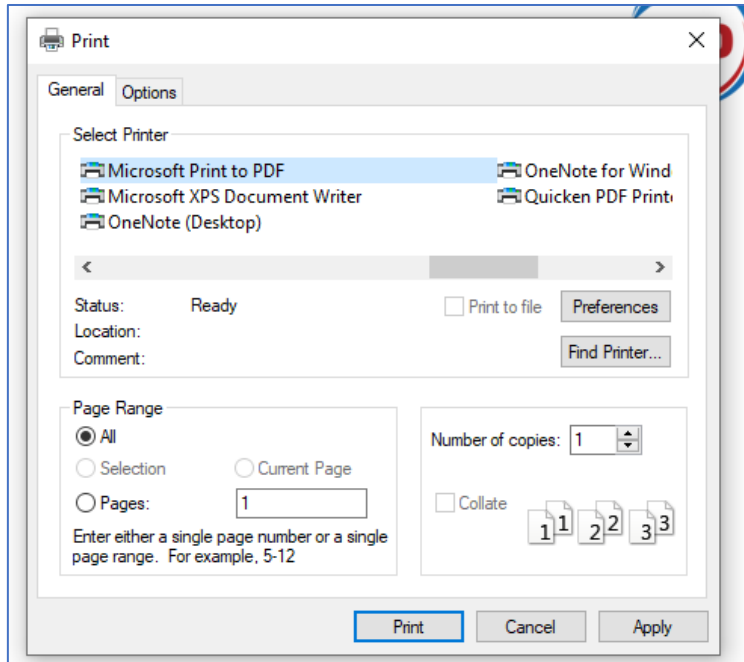 Print
General Options
Select Printer
Microsoft Print to PDF
Microsoft XPS Document Writer
OneNote (Desktop)
OneNote for Wind
Quicken PDF Print
Status: Ready
Location:
Comment:
Print to file
Preferences
Find Printer...
Page Range
All
Selection Current Page
Pages: 1
Enter either a single page number or a single
page range. For example, 5-12
Number of copies: 1
Collate
1 1 2 2 3 3
Print Cancel Apply